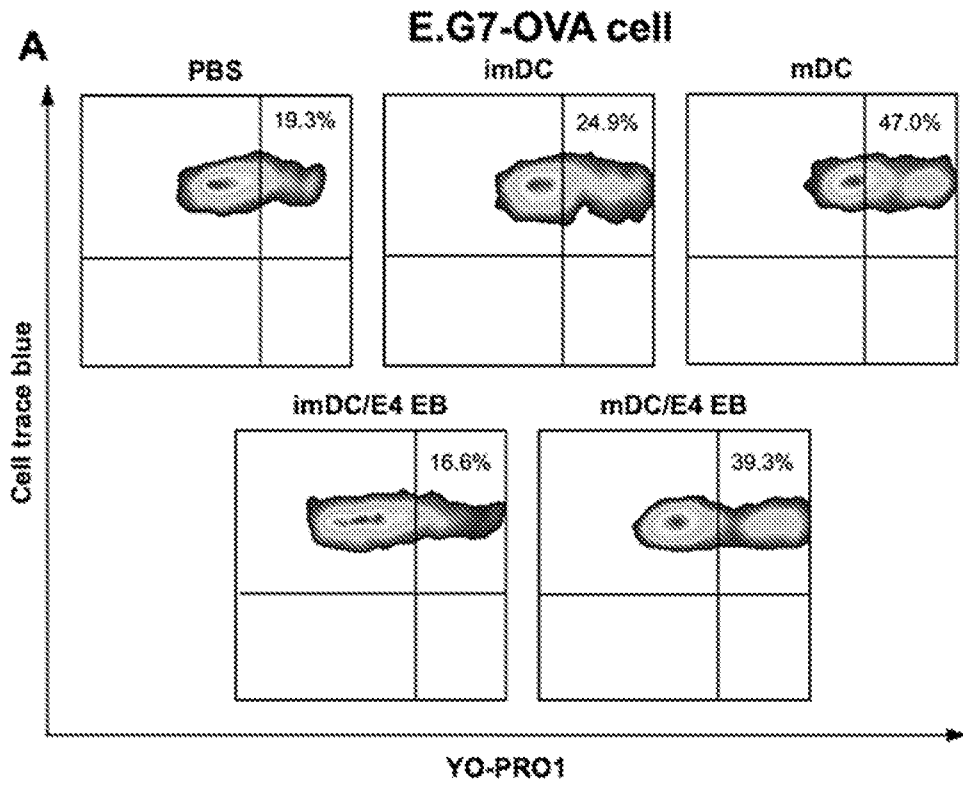 A
E.G7-OVA cell
PBS
imDC
mDC
19.3%
24.9%
47.0%
imDC/E4 EB
mDC/E4 EB
16.6%
39.3%
Cell trace blue
YO-PRO1